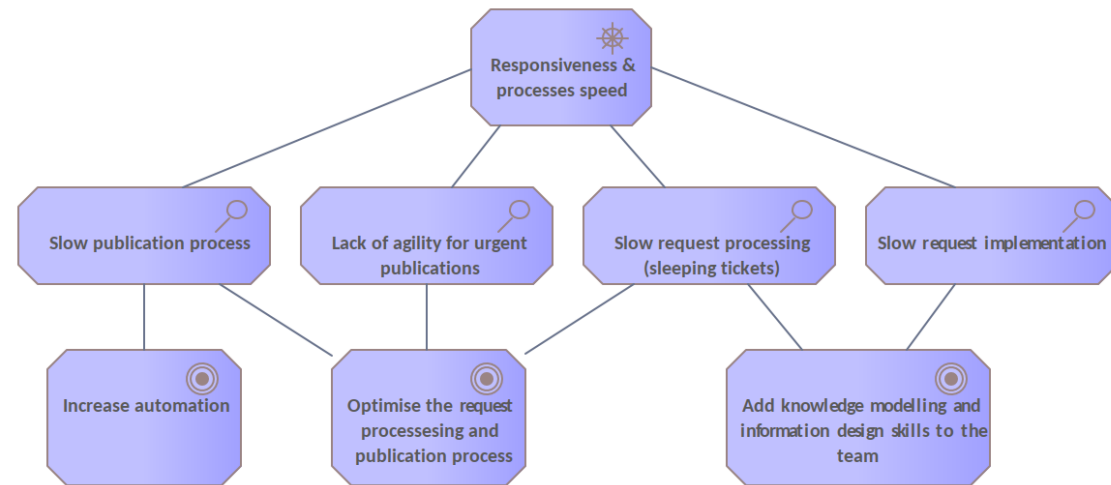 Responsiveness &
processes speed
Slow publication process
Lack of agility for urgent
publications
Slow request processing
(sleeping tickets)
Slow request implementation
Increase automation
Optimise the request
processesing and
publication process
Add knowledge modelling and
information design skills to the
team